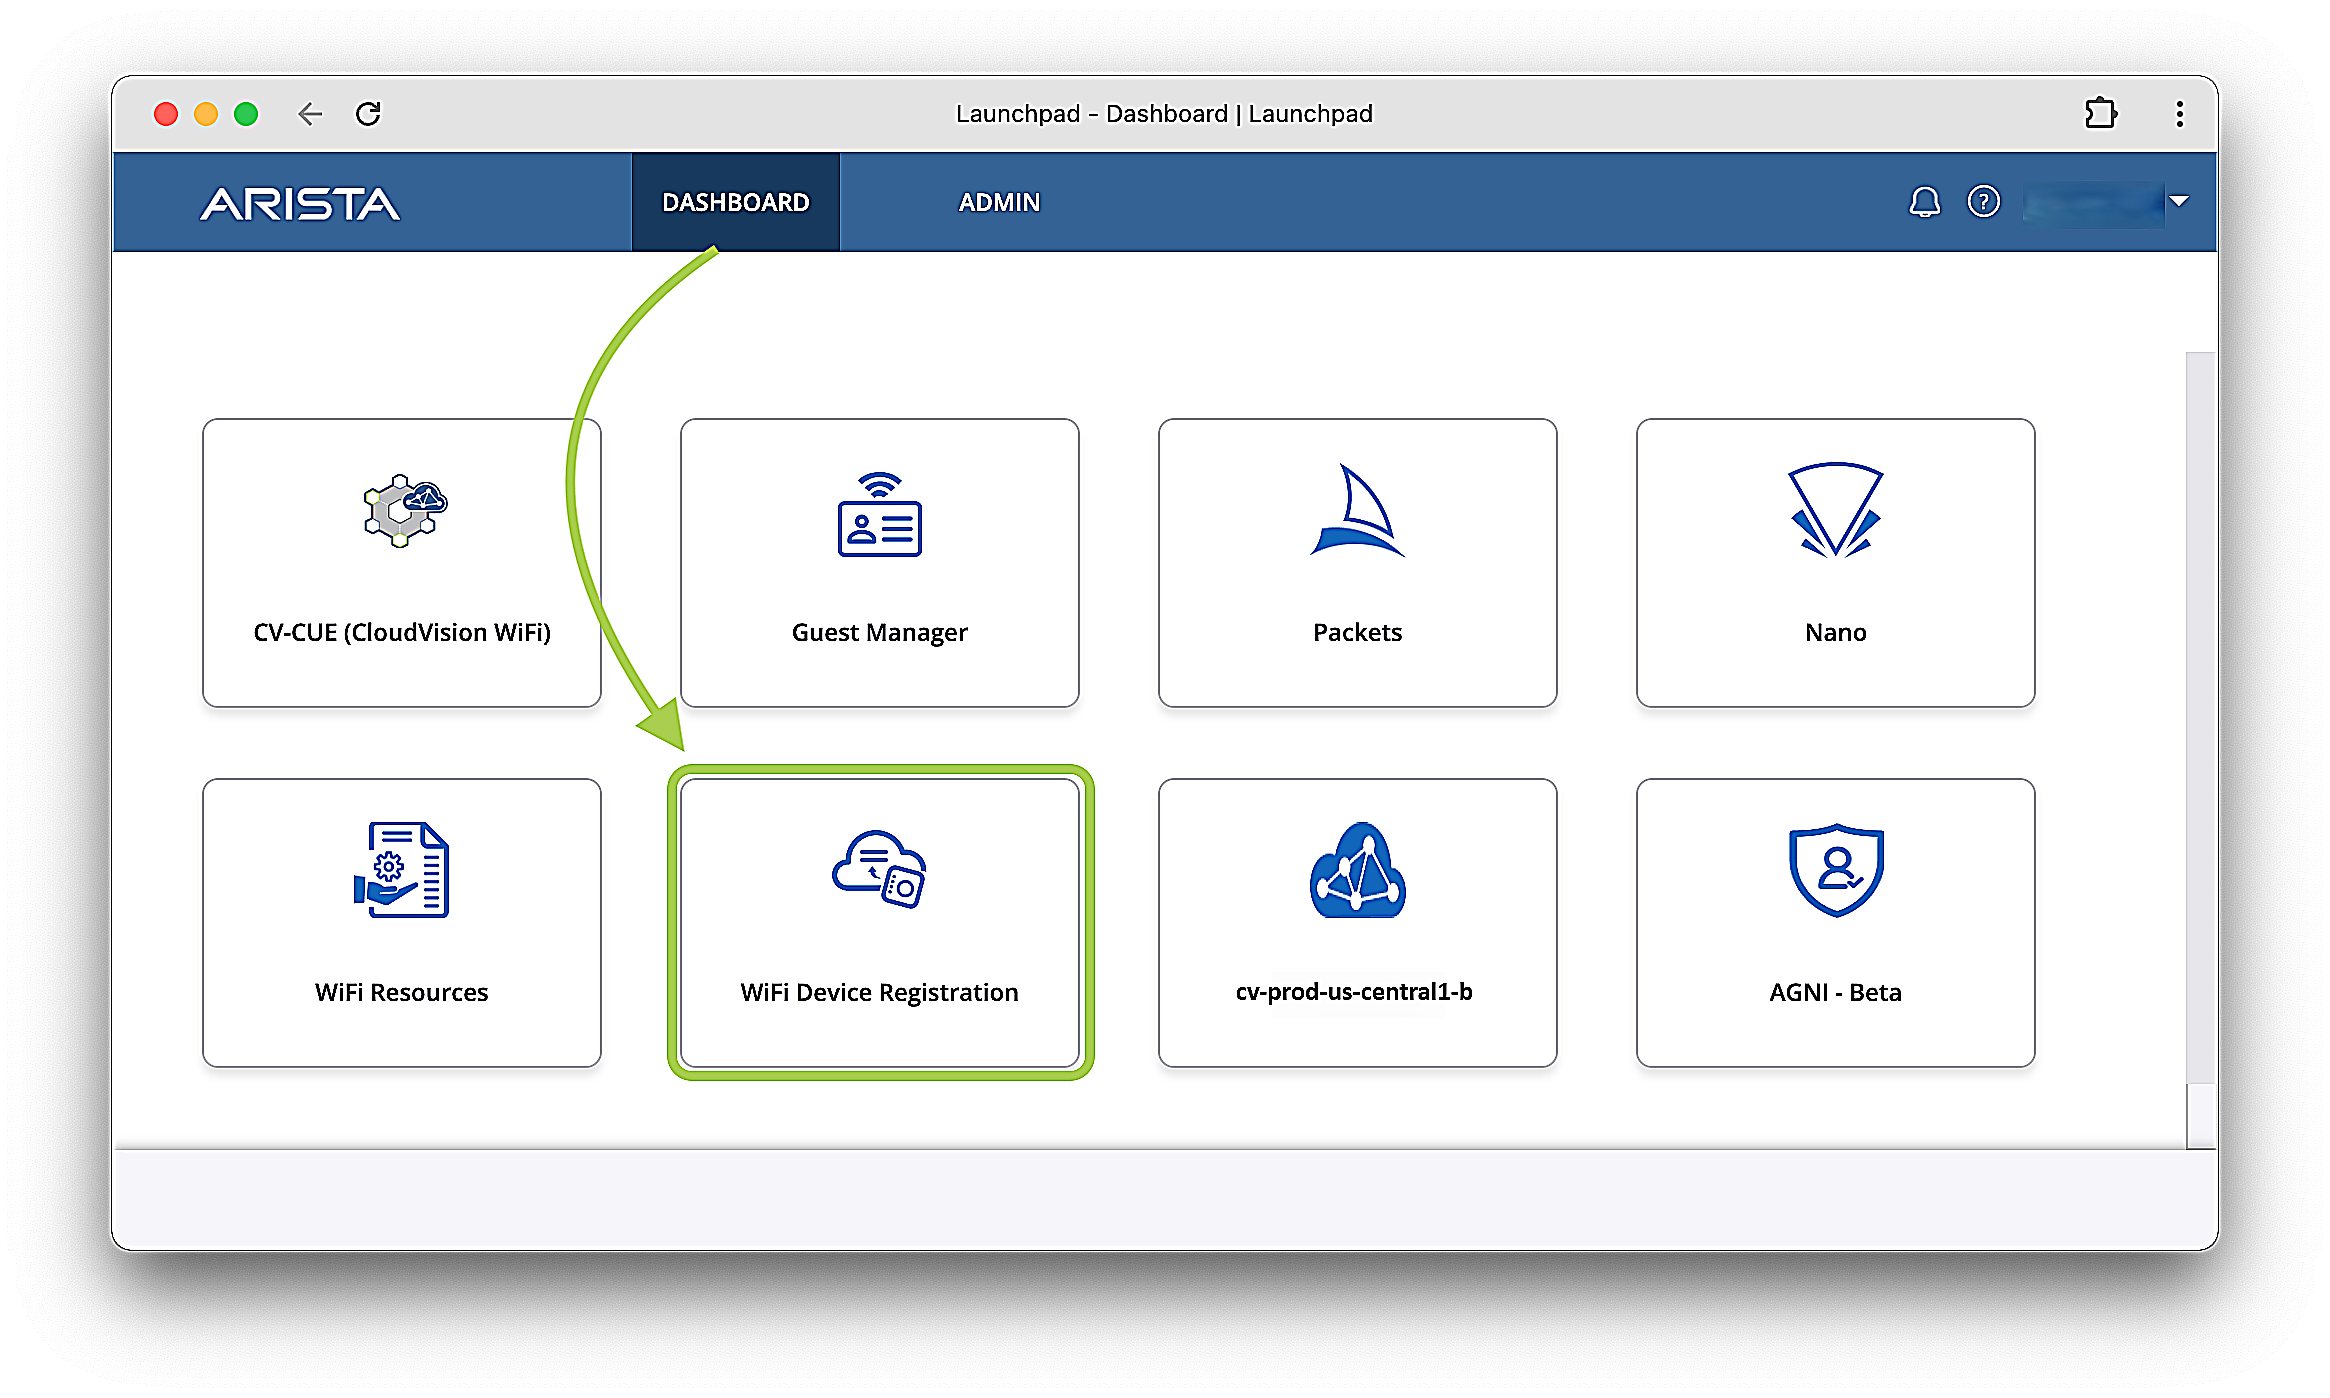 Launchpad - Dashboard | Launchpad
ARISTA
DASHBOARD
ADMIN
?
CV-CUE (CloudVision WiFi)
Guest Manager
Packets
Nano
WiFi Resources
WiFi Device Registration
cv-prod-us-central1-b
AGNI - Beta